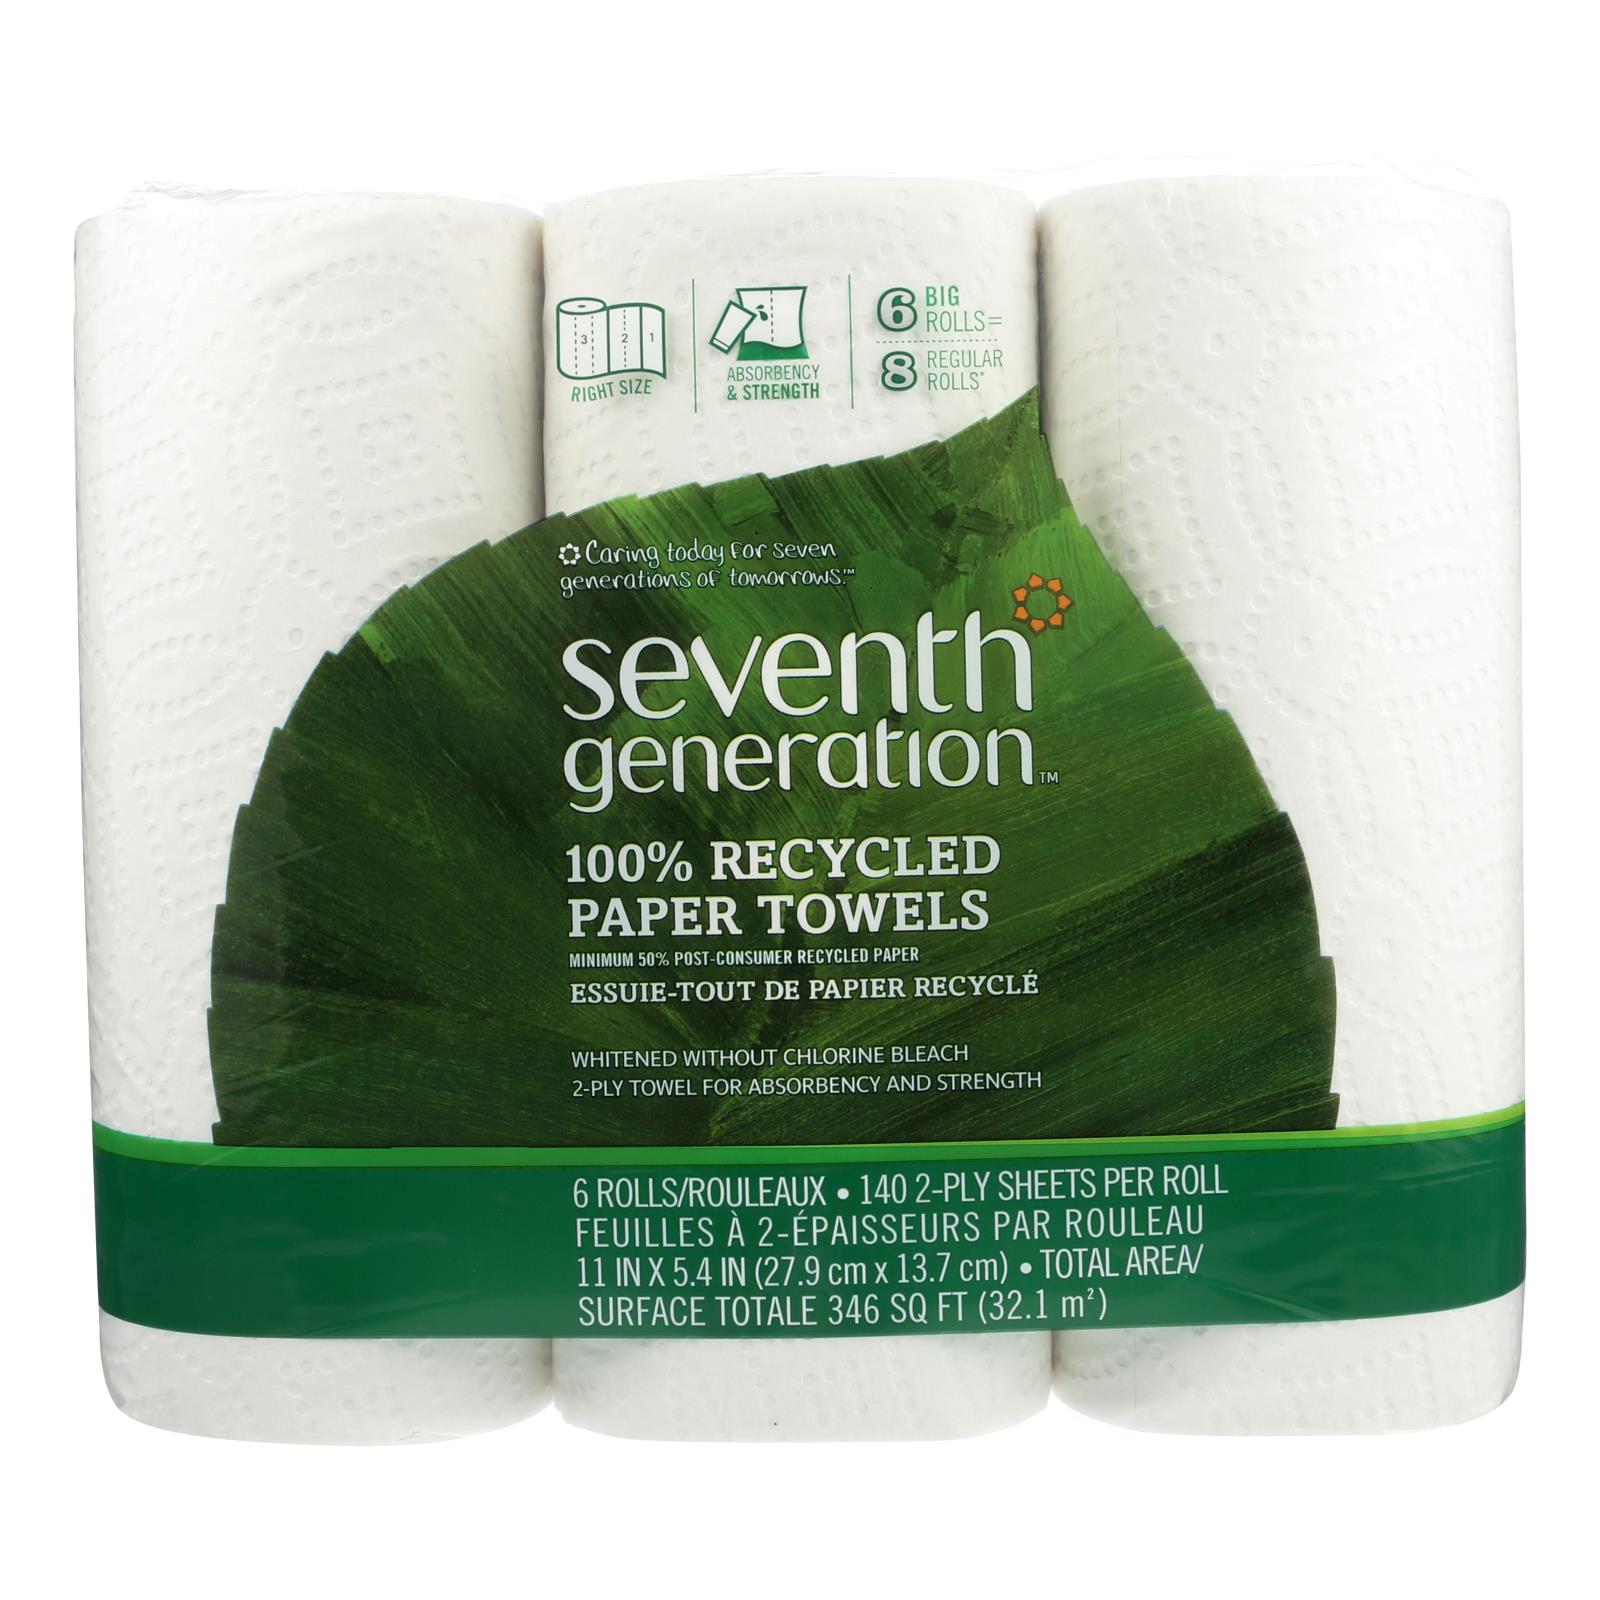 3 2 1
RIGHT SIZE
ABSORBENCY
& STRENGTH
6 BIG
ROLLS=
8 REGULAR
ROLLS*
Caring today for seven
generations of tomorrows.™
seventh
generation™
100% RECYCLED
PAPER TOWELS
MINIMUM 50% POST-CONSUMER RECYCLED PAPER
ESSUIE-TOUT DE PAPIER RECYCLÉ
WHITENED WITHOUT CHLORINE BLEACH
2-PLY TOWEL FOR ABSORBENCY AND STRENGTH
6 ROLLS/ROULEAUX • 140 2-PLY SHEETS PER ROLL
FEUILLES À 2-ÉPAISSEURS PAR ROULEAU
11 IN X 5.4 IN (27.9 cm x 13.7 cm) • TOTAL AREA/
SURFACE TOTALE 346 SQ FT (32.1 m²)